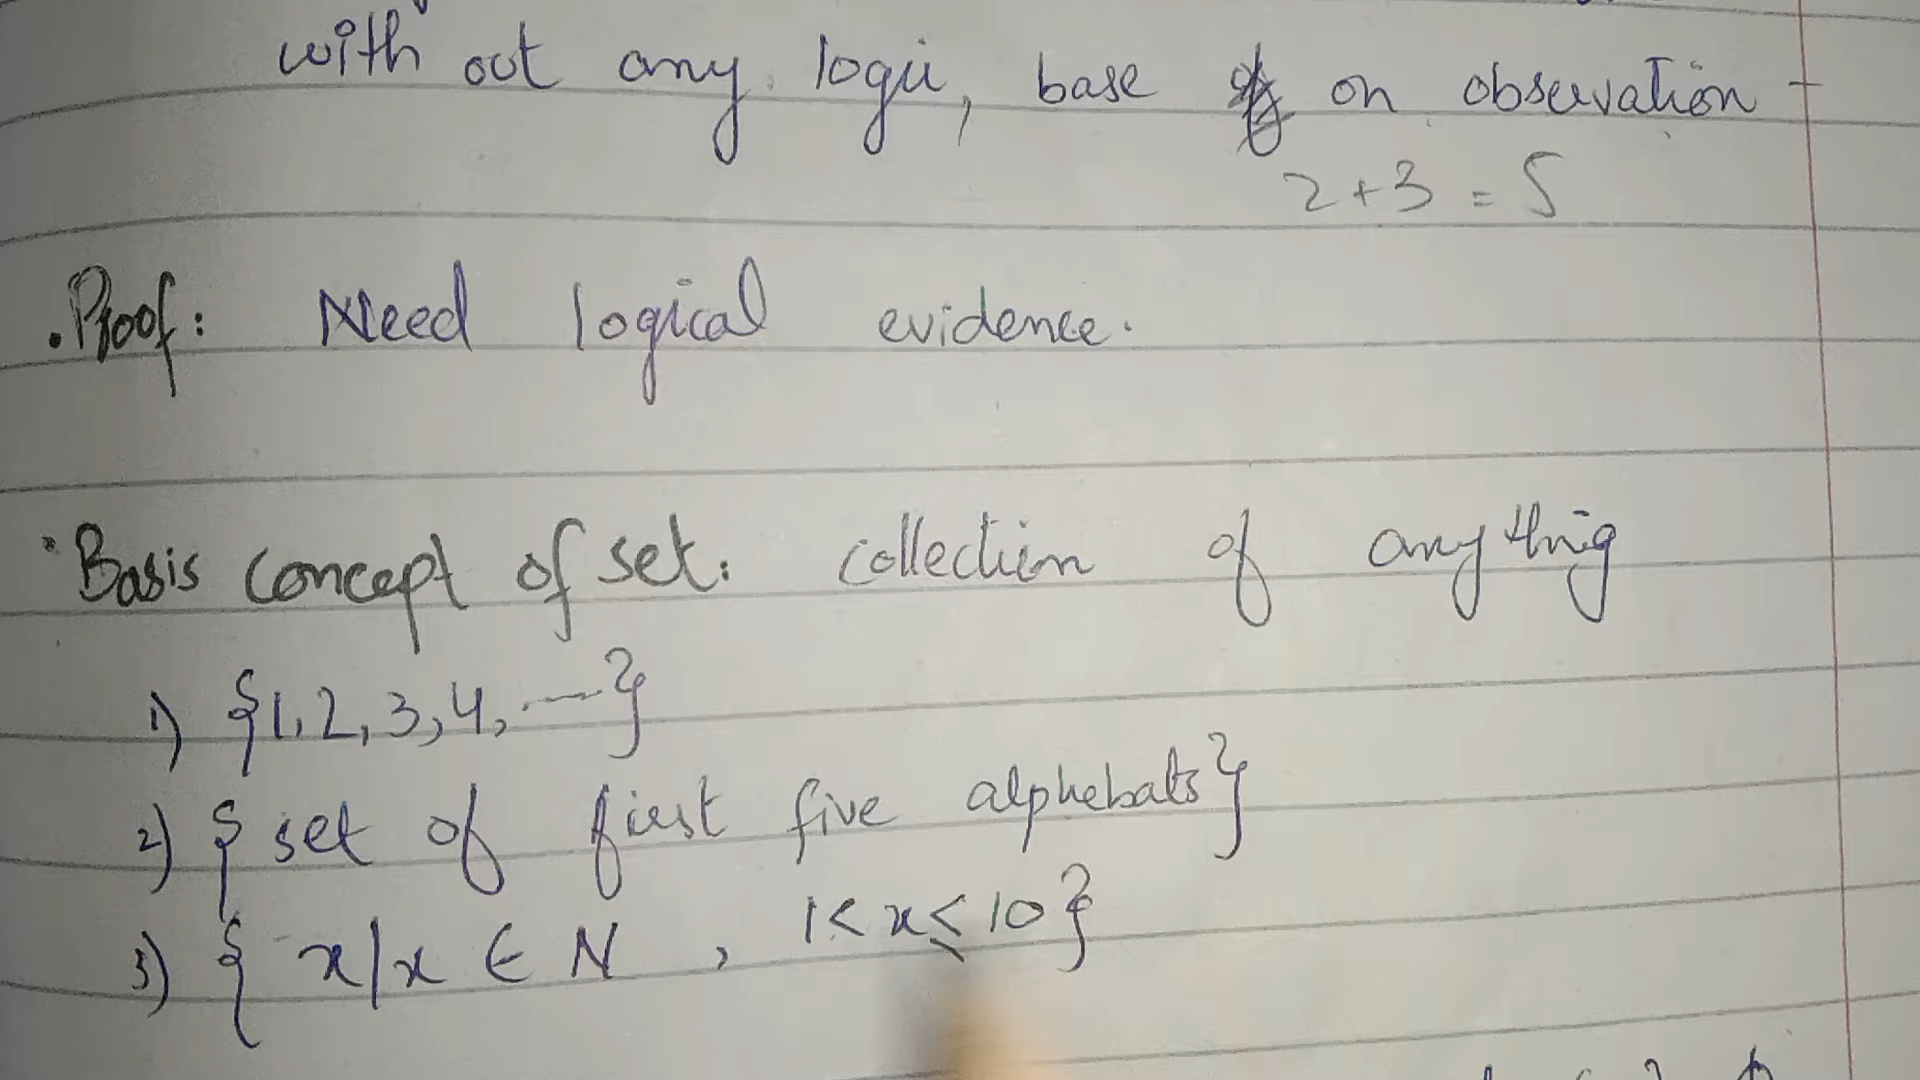 with out any logic, base on observation
2+3 = 5
. Proof: Need logical evidence.
· Basis concept of set: collection of any thing
1) {1, 2, 3, 4, ---}
2) { set of first five alphebats}
3) { x/x ∈ N , 1< x ≤ 10}